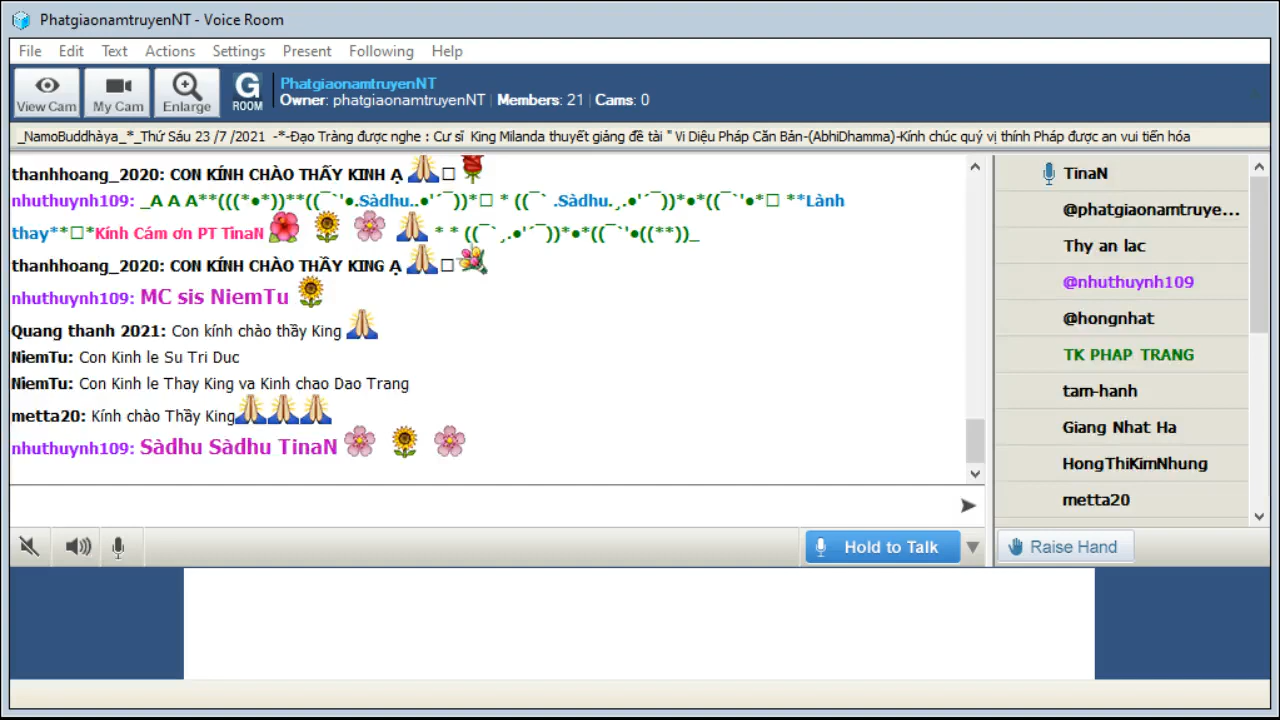 PhatgiaonamtruyenNT - Voice Room
File Edit Text Actions Settings Present Following Help
View Cam My Cam Enlarge G ROOM
PhatgiaonamtruyenNT
Owner: phatgiaonamtruyenNT | Members: 21 | Cams: 0
_NamoBuddhàya_*_Thứ Sáu 23 /7 /2021 -*-Đạo Tràng được nghe : Cư sĩ King Milanda thuyết giảng đề tài " Vi Diệu Pháp Căn Bản-(AbhiDhamma)-Kính chúc quý vị thính Pháp được an vui tiến hóa
thanhhoang_2020: CON KÍNH CHÀO THẤY KINH Ạ 🙏□🌹
nhuthuynh109: _A A A**(((*●*))**((¯`'●.Sàdhu..●'´¯))*□ * ((¯` .Sàdhu.¸.●'´¯))*●*((¯`'●*□ **Lành
thay**□*Kính Cám ơn PT TinaN 🌺 🌻 🌸 🙏 * * ((¯`¸.●'´¯))*●*((¯`'●((**))_
thanhhoang_2020: CON KÍNH CHÀO THẦY KING Ạ 🙏□💐
nhuthuynh109: MC sis NiemTu 🌻
Quang thanh 2021: Con kính chào thầy King 🙏
NiemTu: Con Kinh le Su Tri Duc
NiemTu: Con Kinh le Thay King va Kinh chao Dao Trang
metta20: Kính chào Thầy King🙏🙏🙏
nhuthuynh109: Sàdhu Sàdhu TinaN 🌸 🌻 🌸
Hold to Talk
TinaN
@phatgiaonamtruye...
Thy an lac
@nhuthuynh109
@hongnhat
TK PHAP TRANG
tam-hanh
Giang Nhat Ha
HongThiKimNhung
metta20
Raise Hand